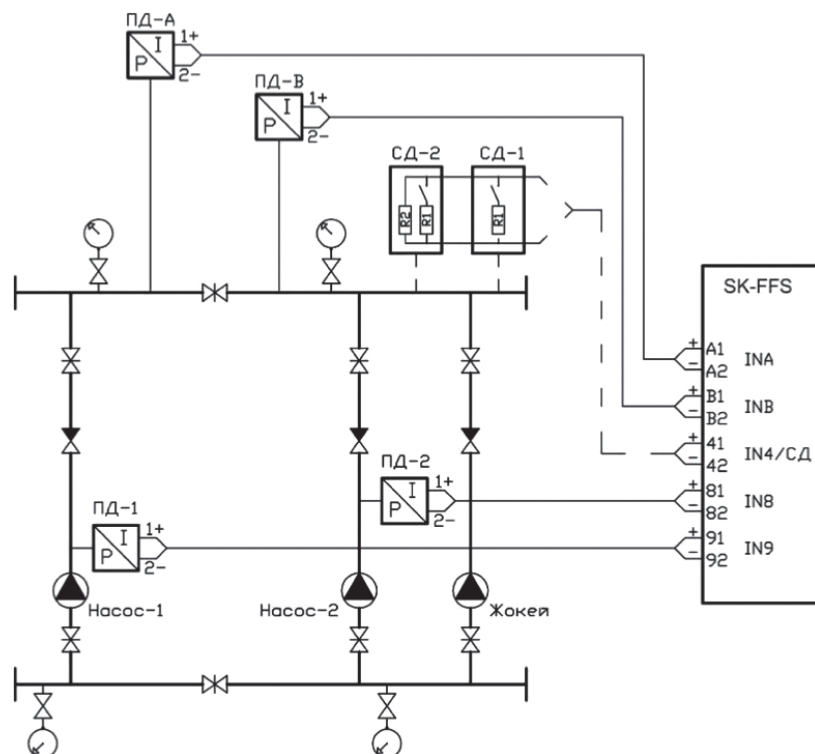 ПД-А
P I 1+
2-
ПД-В
P I 1+
2-
СД-2 СД-1
R2 R1 R1
SK-FFS
+ A1
- A2 INA
+ B1
- B2 INB
+ 41
- 42 IN4/СД
+ 81
- 82 IN8
+ 91
- 92 IN9
ПД-2
P I 1+
2-
ПД-1
P I 1+
2-
Насос-1 Насос-2 Жокей